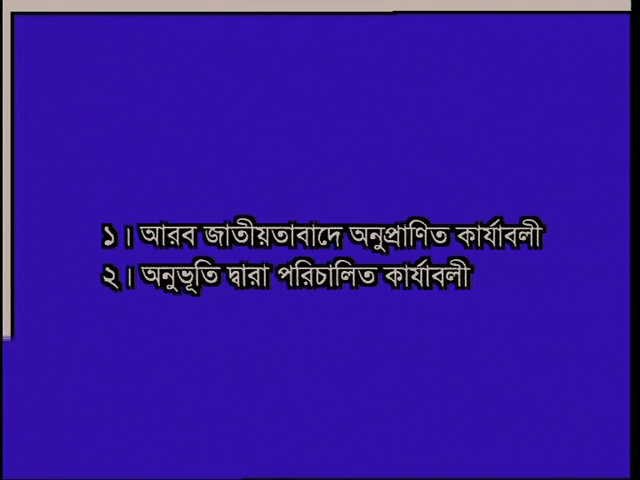 ১। আরব জাতীয়তাবাদে অনুপ্রাণিত কার্যাবলী
২। অনুভূতি দ্বারা পরিচালিত কার্যাবলী